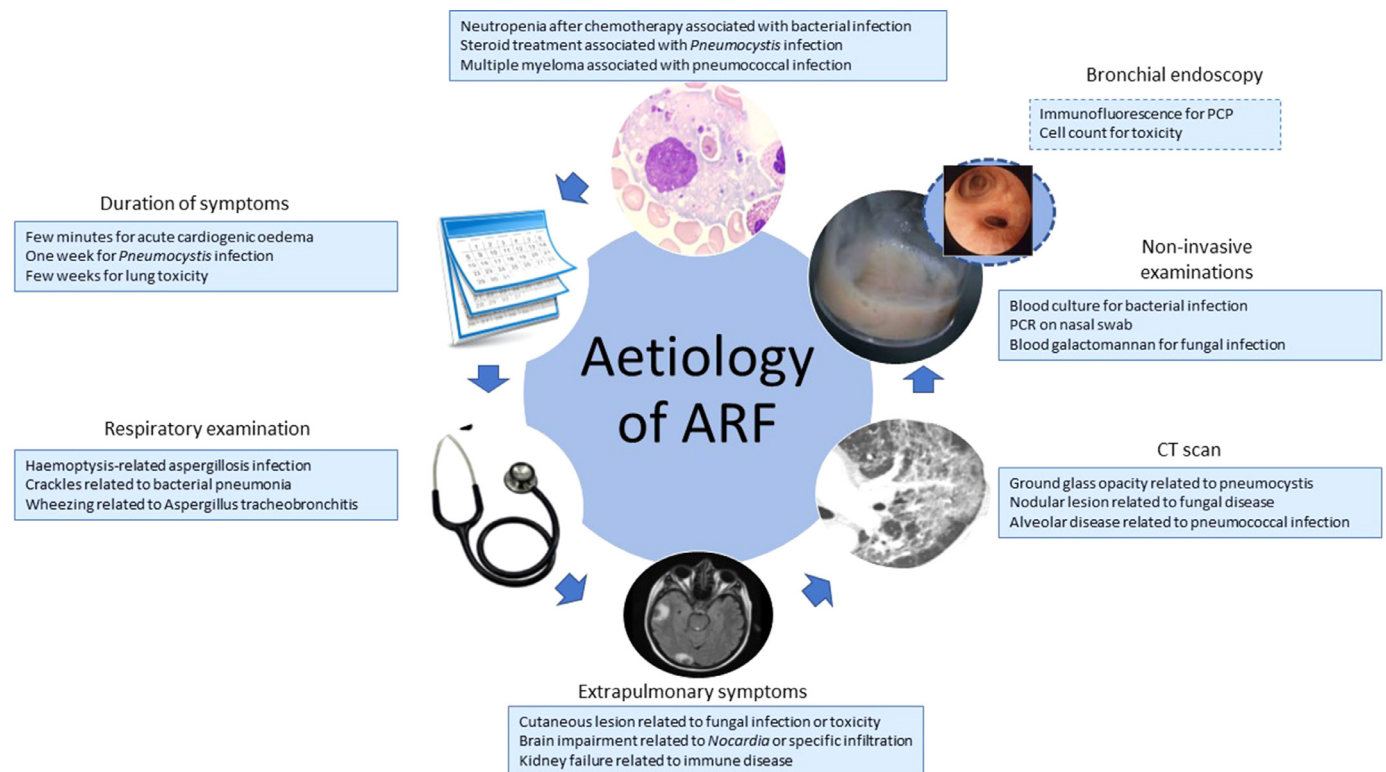 Neutropenia after chemotherapy associated with bacterial infection
Steroid treatment associated with Pneumocystis infection
Multiple myeloma associated with pneumococcal infection
Bronchial endoscopy
Immunofluorescence for PCP
Cell count for toxicity
Duration of symptoms
Few minutes for acute cardiogenic oedema
One week for Pneumocystis infection
Few weeks for lung toxicity
Non-invasive
examinations
Blood culture for bacterial infection
PCR on nasal swab
Blood galactomannan for fungal infection
Aetiology
of ARF
Respiratory examination
Haemoptysis-related aspergillosis infection
Crackles related to bacterial pneumonia
Wheezing related to Aspergillus tracheobronchitis
CT scan
Ground glass opacity related to pneumocystis
Nodular lesion related to fungal disease
Alveolar disease related to pneumococcal infection
Extrapulmonary symptoms
Cutaneous lesion related to fungal infection or toxicity
Brain impairment related to Nocardia or specific infiltration
Kidney failure related to immune disease